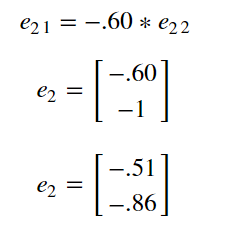 e₂₁ = −.60 * e₂₂
e₂ = [−.60
−1]
e₂ = [−.51
−.86]